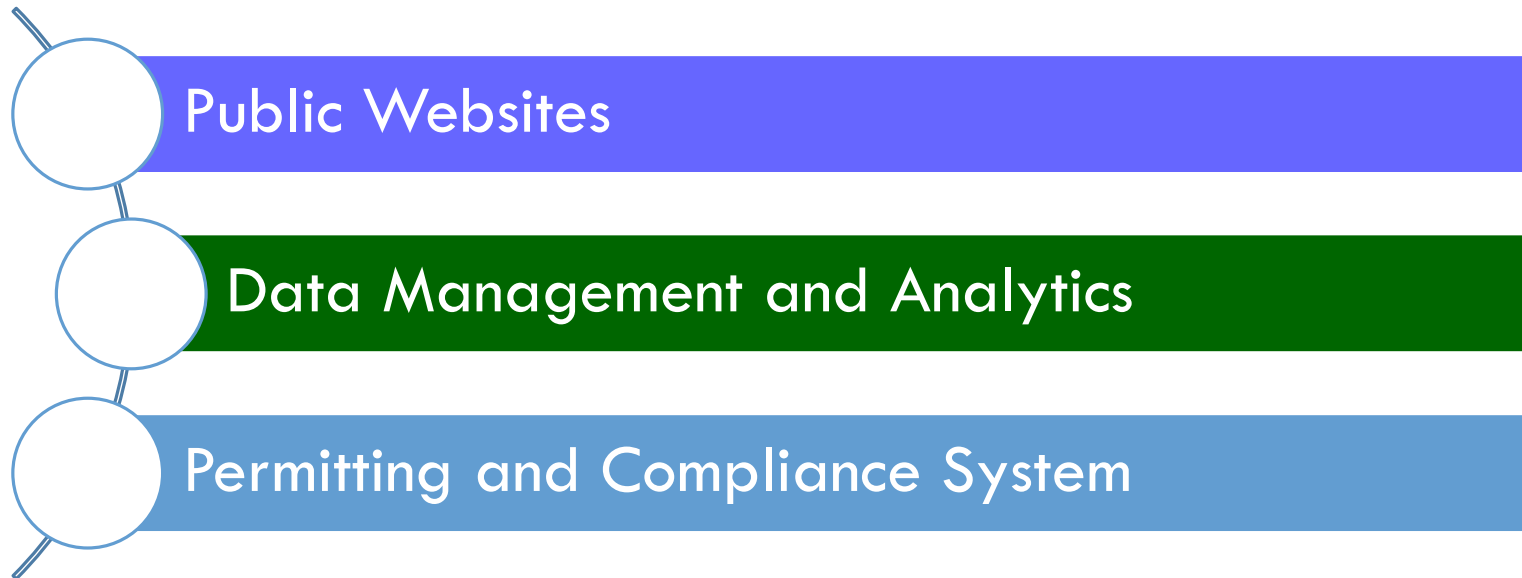 Public Websites
Data Management and Analytics
Permitting and Compliance System